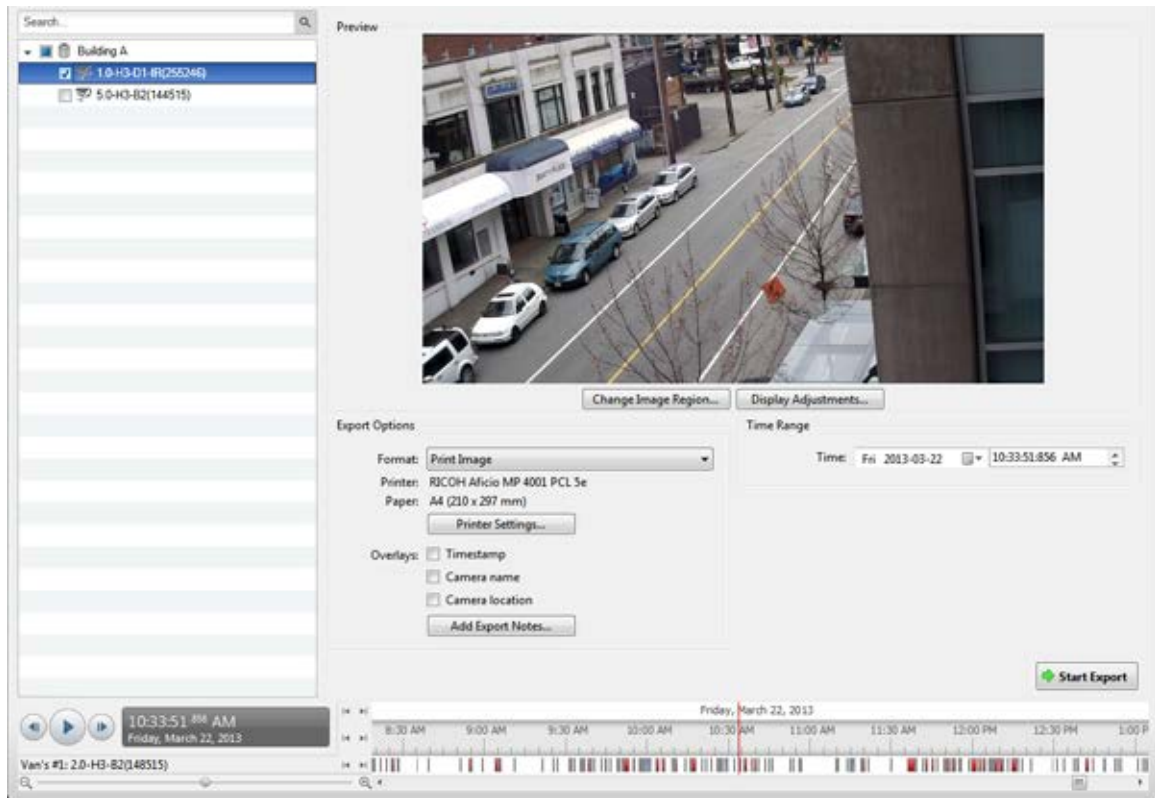 Search...
Building A
1.0-H3-D1-IR(255246)
5.0-H3-B2(144515)
Preview
Change Image Region...
Display Adjustments...
Export Options
Format: Print Image
Printer: RICOH Aficio MP 4001 PCL 5e
Paper: A4 (210 x 297 mm)
Printer Settings...
Overlays: Timestamp
Camera name
Camera location
Add Export Notes...
Time Range
Time: Fri 2013-03-22 10:33:51:856 AM
Start Export
10:33:51 856 AM
Friday, March 22, 2013
Friday, March 22, 2013
8:30 AM 9:00 AM 9:30 AM 10:00 AM 10:30 AM 11:00 AM 11:30 AM 12:00 PM 12:30 PM 1:00 P
Van's #1: 2.0-H3-B2(148515)